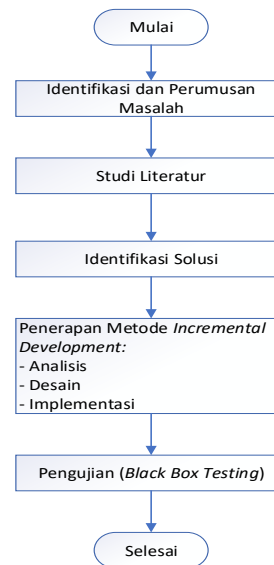 Mulai
Identifikasi dan Perumusan
Masalah
Studi Literatur
Identifikasi Solusi
Penerapan Metode Incremental
Development:
- Analisis
- Desain
- Implementasi
Pengujian (Black Box Testing)
Selesai